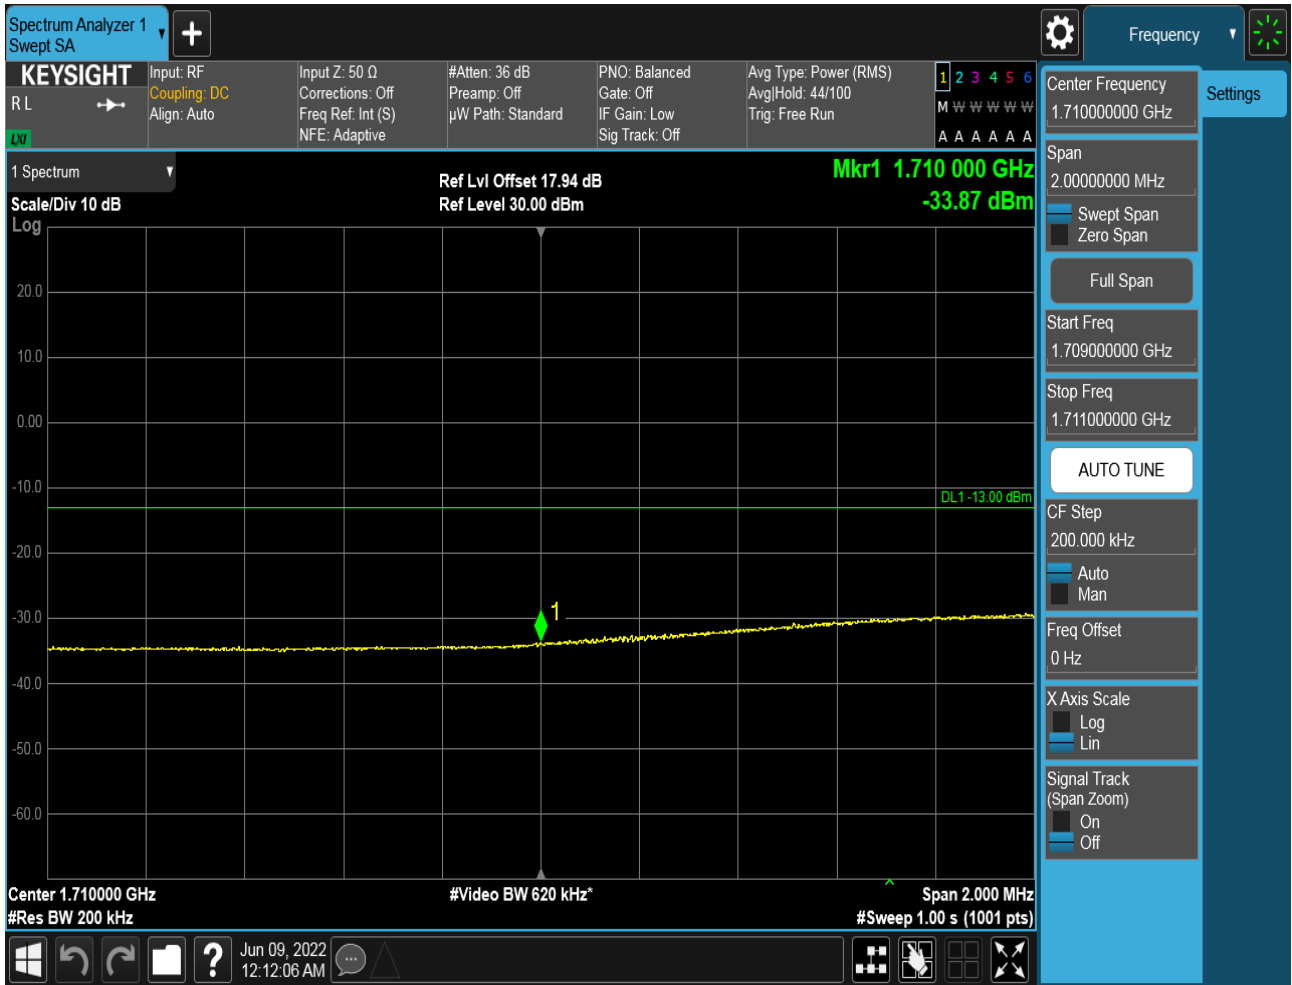 Spectrum Analyzer 1
Swept SA
Frequency
KEYSIGHT
R L
LXI
Input: RF
Coupling: DC
Align: Auto
Input Z: 50 Ω
Corrections: Off
Freq Ref: Int (S)
NFE: Adaptive
#Atten: 36 dB
Preamp: Off
µW Path: Standard
PNO: Balanced
Gate: Off
IF Gain: Low
Sig Track: Off
Avg Type: Power (RMS)
Avg|Hold: 44/100
Trig: Free Run
1 2 3 4 5 6
M W W W W W
A A A A A A
1 Spectrum
Scale/Div 10 dB
Log
Ref Lvl Offset 17.94 dB
Ref Level 30.00 dBm
Mkr1 1.710 000 GHz
-33.87 dBm
20.0
10.0
0.00
-10.0
-20.0
-30.0
-40.0
-50.0
-60.0
DL1 -13.00 dBm
1
Center 1.710000 GHz
#Res BW 200 kHz
#Video BW 620 kHz*
Span 2.000 MHz
#Sweep 1.00 s (1001 pts)
Jun 09, 2022
12:12:06 AM
?
Center Frequency
1.710000000 GHz
Settings
Span
2.00000000 MHz
Swept Span
Zero Span
Full Span
Start Freq
1.709000000 GHz
Stop Freq
1.711000000 GHz
AUTO TUNE
CF Step
200.000 kHz
Auto
Man
Freq Offset
0 Hz
X Axis Scale
Log
Lin
Signal Track
(Span Zoom)
On
Off